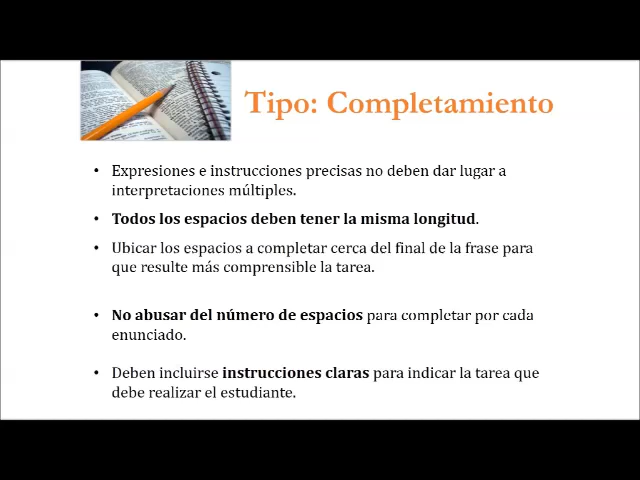 Tipo: Completamiento
• Expresiones e instrucciones precisas no deben dar lugar a
interpretaciones múltiples.
• Todos los espacios deben tener la misma longitud.
• Ubicar los espacios a completar cerca del final de la frase para
que resulte más comprensible la tarea.
• No abusar del número de espacios para completar por cada
enunciado.
• Deben incluirse instrucciones claras para indicar la tarea que
debe realizar el estudiante.